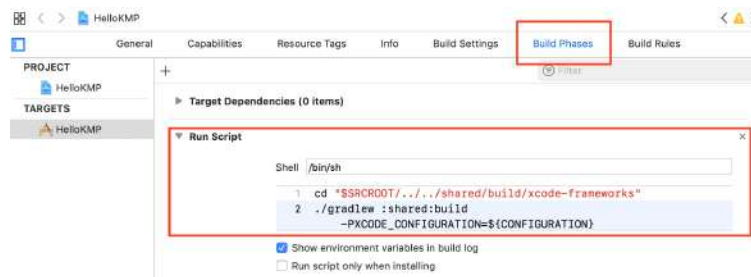 HelloKMP
General Capabilities Resource Tags Info Build Settings Build Phases Build Rules
PROJECT
+
Filter
HelloKMP
Target Dependencies (0 items)
TARGETS
HelloKMP
Run Script
×
Shell /bin/sh
1 cd "$SRCROOT/../../shared/build/xcode-frameworks"
2 ./gradlew :shared:build
-PXCODE_CONFIGURATION=${CONFIGURATION}
Show environment variables in build log
Run script only when installing